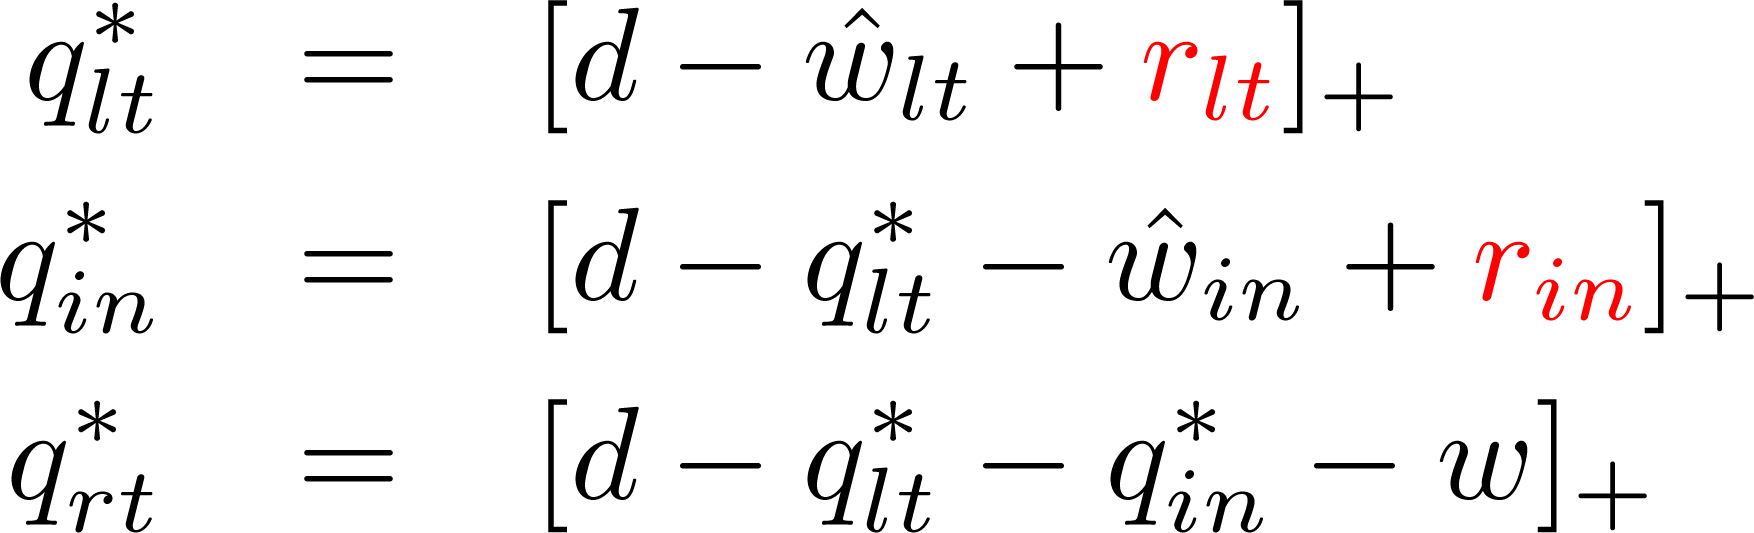 q*_{lt} = [d − ŵ_{lt} + r_{lt}]_+
q*_{in} = [d − q*_{lt} − ŵ_{in} + r_{in}]_+
q*_{rt} = [d − q*_{lt} − q*_{in} − w]_+